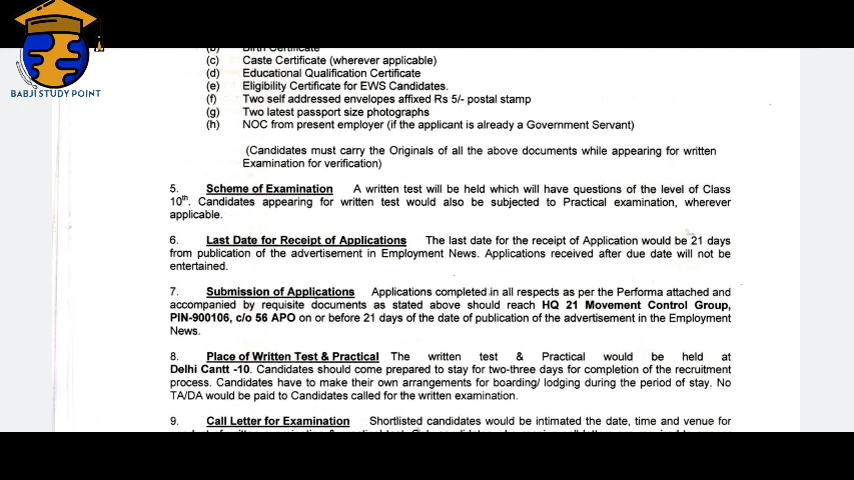 BABJI STUDY POINT
(b) Birth Certificate
(c) Caste Certificate (wherever applicable)
(d) Educational Qualification Certificate
(e) Eligibility Certificate for EWS Candidates.
(f) Two self addressed envelopes affixed Rs 5/- postal stamp
(g) Two latest passport size photographs
(h) NOC from present employer (if the applicant is already a Government Servant)
(Candidates must carry the Originals of all the above documents while appearing for written
Examination for verification)
5. Scheme of Examination A written test will be held which will have questions of the level of Class
10th. Candidates appearing for written test would also be subjected to Practical examination, wherever
applicable.
6. Last Date for Receipt of Applications The last date for the receipt of Application would be 21 days
from publication of the advertisement in Employment News. Applications received after due date will not be
entertained.
7. Submission of Applications Applications completed in all respects as per the Performa attached and
accompanied by requisite documents as stated above should reach HQ 21 Movement Control Group,
PIN-900106, c/o 56 APO on or before 21 days of the date of publication of the advertisement in the Employment
News.
8. Place of Written Test & Practical The written test & Practical would be held at
Delhi Cantt -10. Candidates should come prepared to stay for two-three days for completion of the recruitment
process. Candidates have to make their own arrangements for boarding/ lodging during the period of stay. No
TA/DA would be paid to Candidates called for the written examination.
9. Call Letter for Examination Shortlisted candidates would be intimated the date, time and venue for